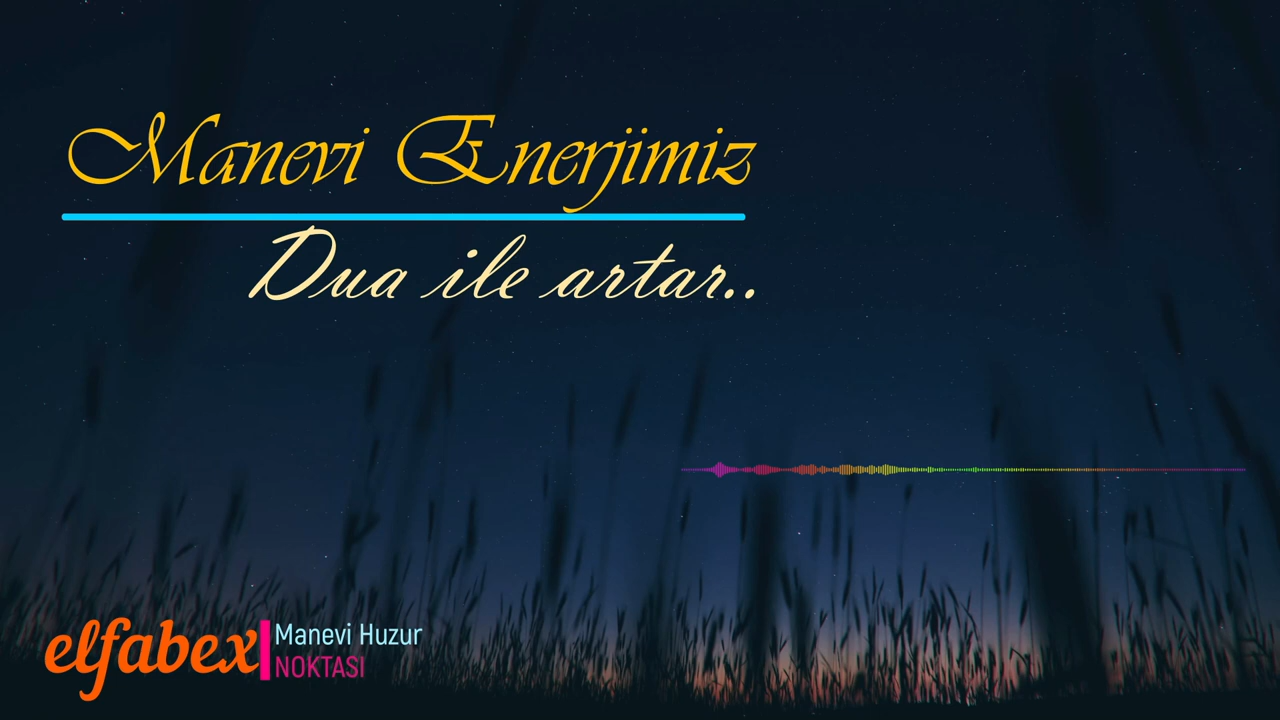 Manevi Enerjimiz
Dua ile artar..
elfabex
Manevi Huzur
NOKTASI